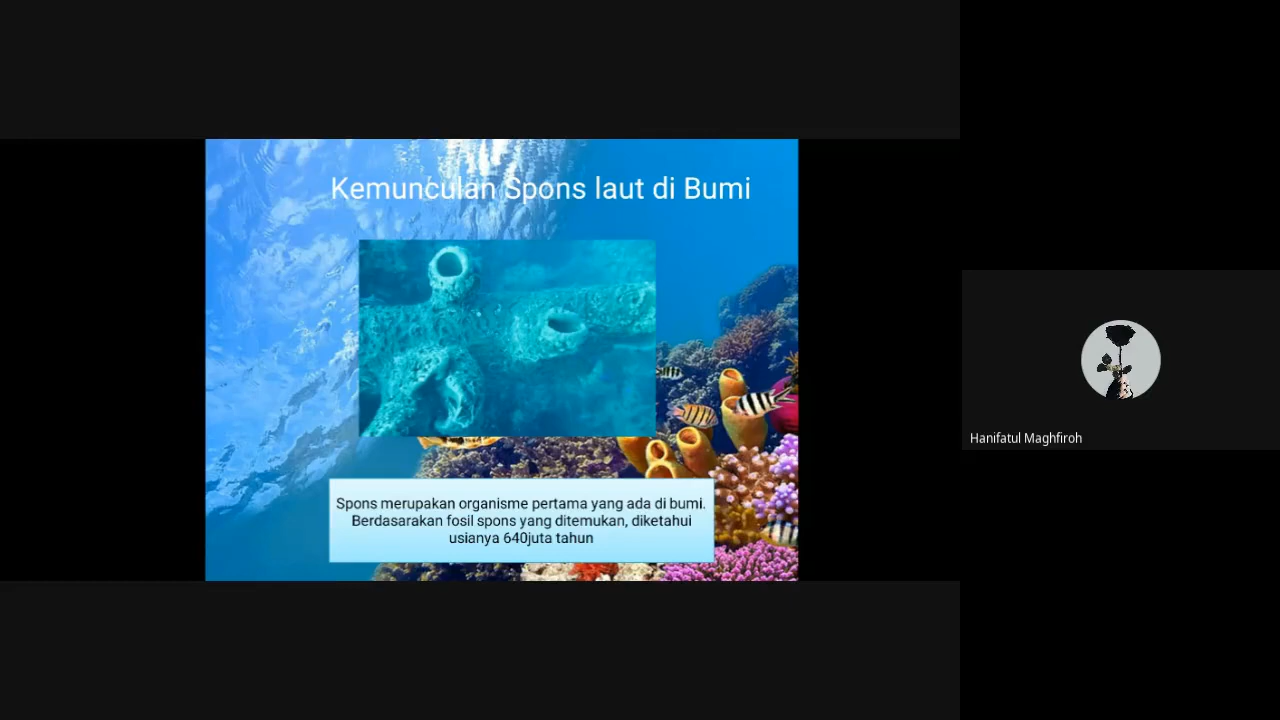 Kemunculan Spons laut di Bumi
Spons merupakan organisme pertama yang ada di bumi.
Berdasarakan fosil spons yang ditemukan, diketahui
usianya 640juta tahun
Hanifatul Maghfiroh